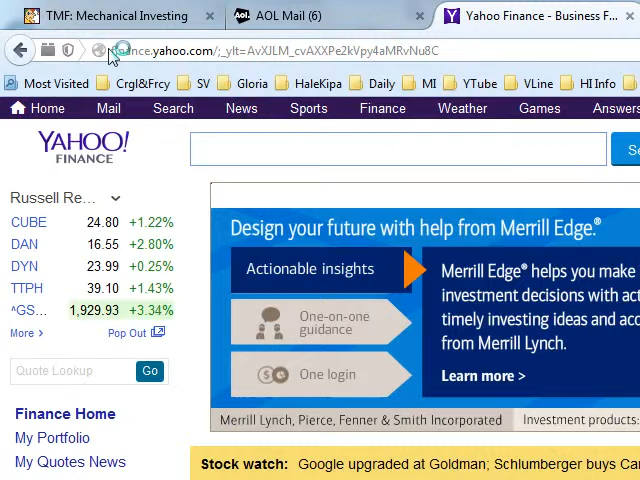 TMF: Mechanical Investing
AOL Mail (6)
Yahoo Finance - Business F...
finance.yahoo.com/;_ylt=AvXJLM_cvAXXPe2kVpy4aMRvNu8C
Most Visited Crgl&Frcy SV Gloria HaleKipa Daily MI YTube VLine HI Info
Home Mail Search News Sports Finance Weather Games Answers
YAHOO!
FINANCE
Se
Russell Re...
CUBE 24.80 +1.22%
DAN 16.55 +2.80%
DYN 23.99 +0.25%
TTPH 39.10 +1.43%
^GS... 1,929.93 +3.34%
More > Pop Out
Quote Lookup Go
Finance Home
My Portfolio
My Quotes News
Design your future with help from Merrill Edge.®
Actionable insights
One-on-one
guidance
One login
Merrill Edge® helps you make
investment decisions with act
timely investing ideas and acc
from Merrill Lynch.
Learn more >
Merrill Lynch, Pierce, Fenner & Smith Incorporated Investment products:
Stock watch: Google upgraded at Goldman; Schlumberger buys Car